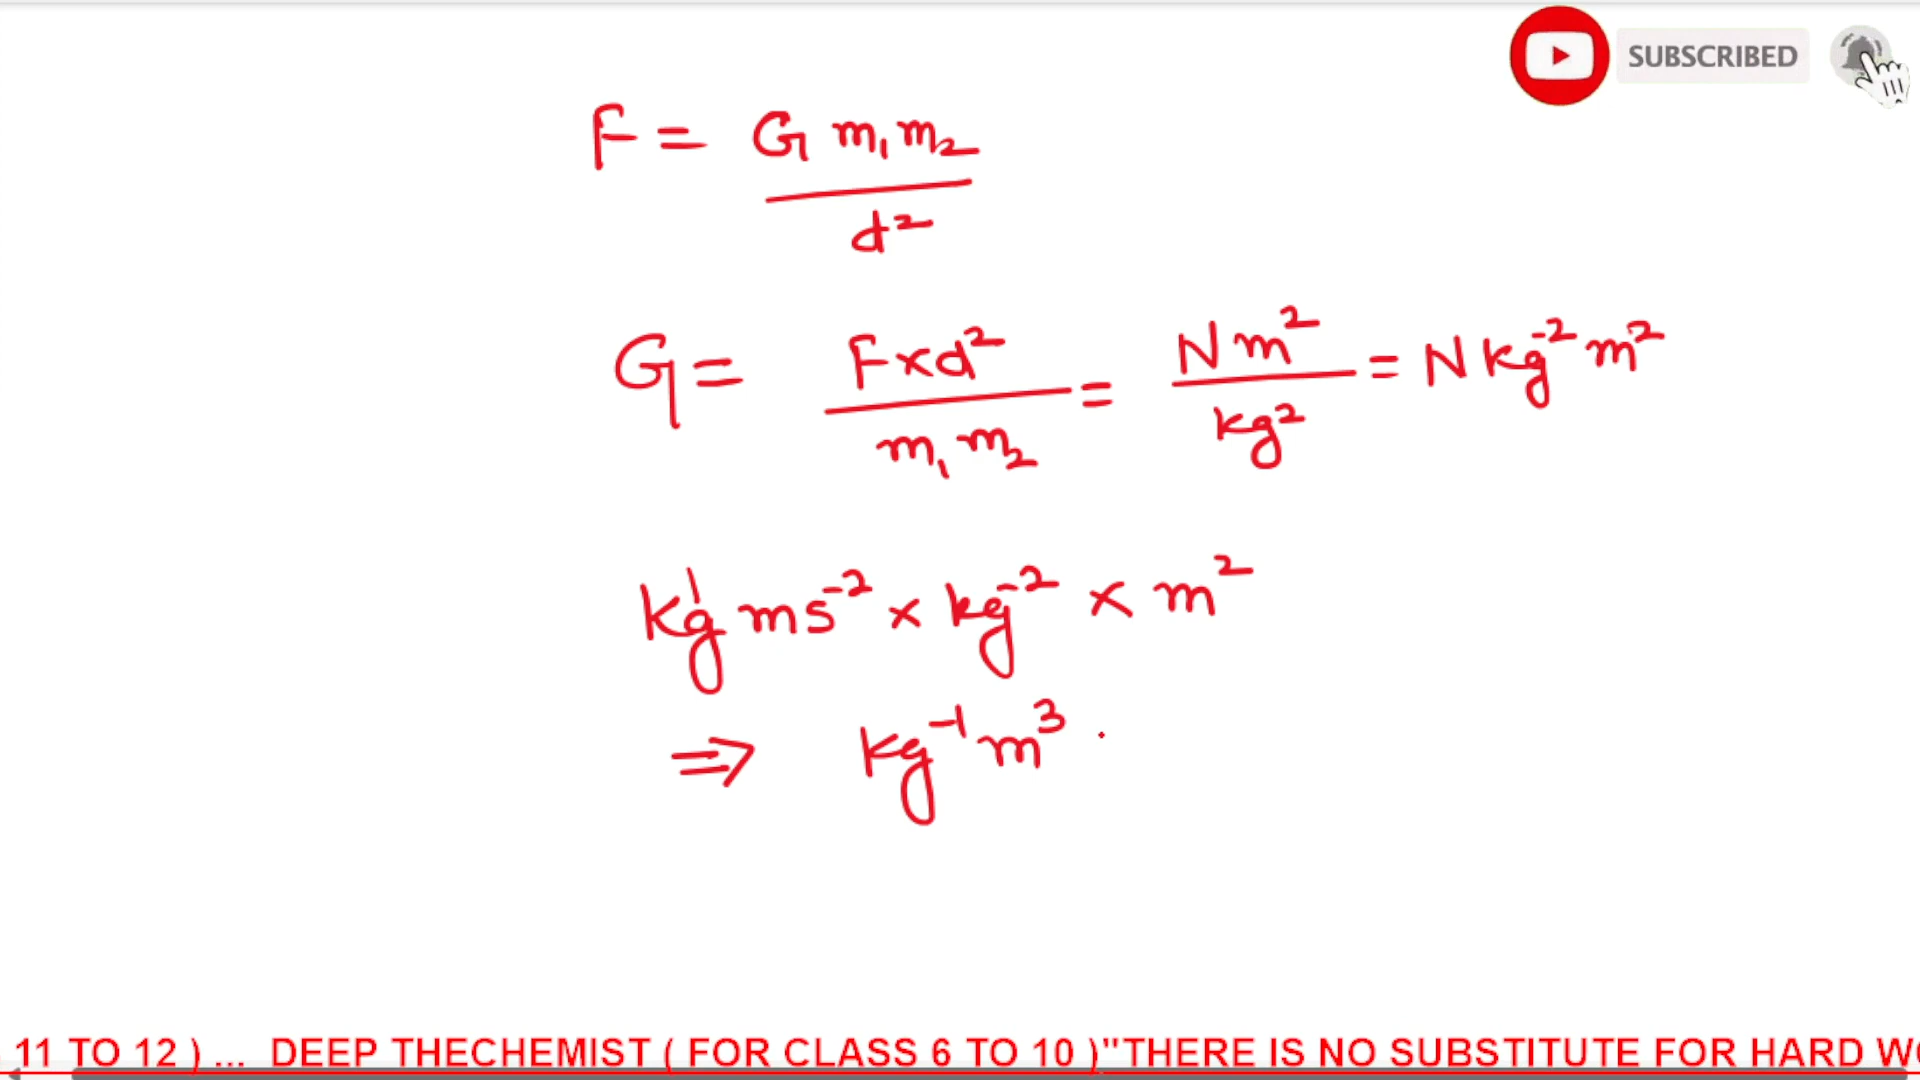 SUBSCRIBED
F = G m₁m₂ / d²
G = F×d² / m₁m₂ = Nm² / kg² = N kg⁻² m²
kg¹ ms⁻² × kg⁻² × m²
⇒ kg⁻¹ m³ .
11 TO 12 ) ... DEEP THECHEMIST ( FOR CLASS 6 TO 10 )"THERE IS NO SUBSTITUTE FOR HARD